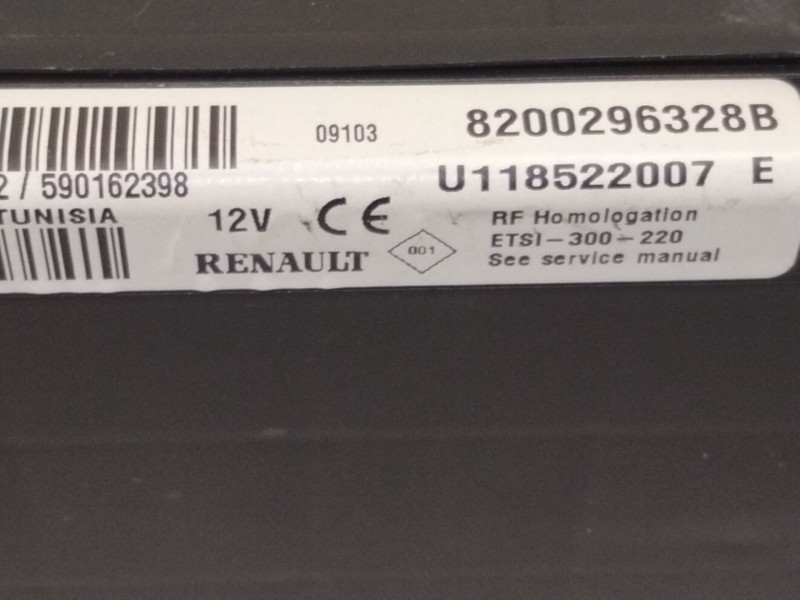 09103 8200296328B
2 / 590162398 U118522007 E
TUNISIA 12V CE RF Homologation
ETSI-300-220
RENAULT 001 See service manual